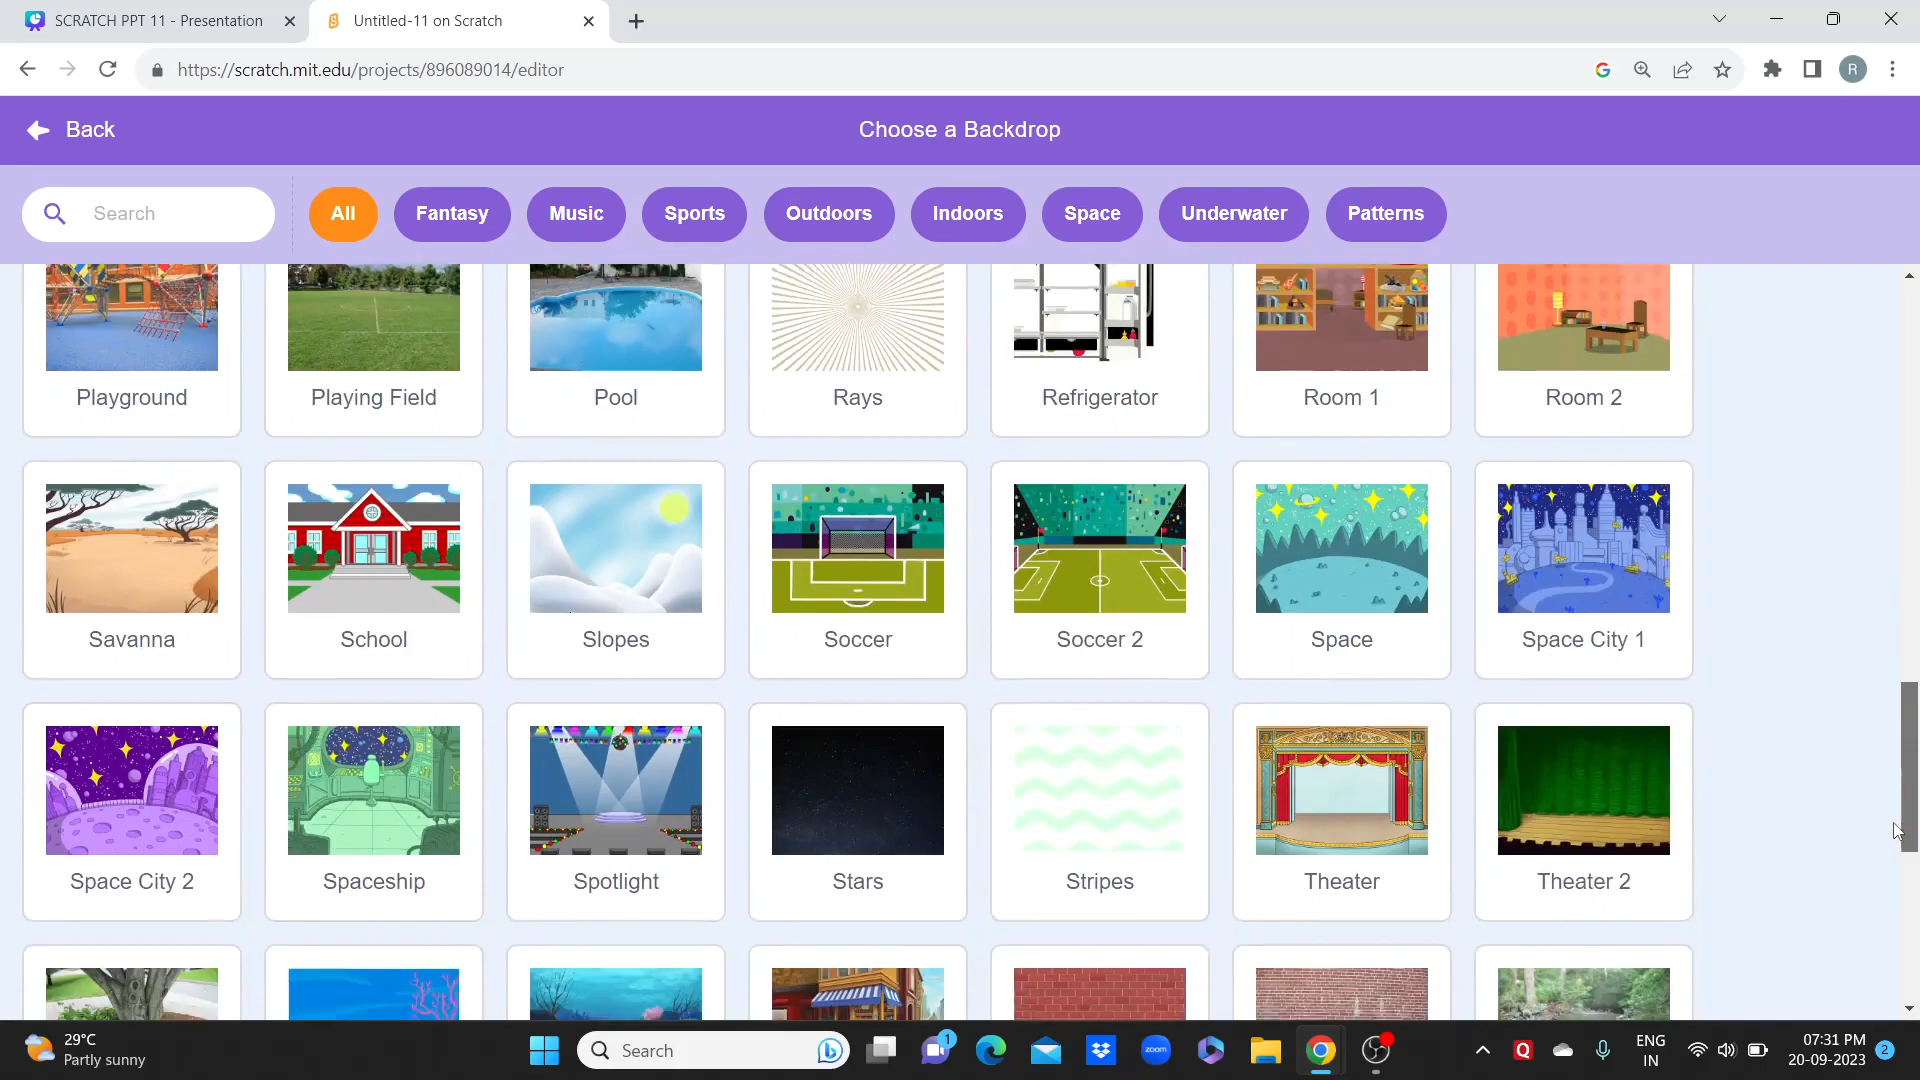 SCRATCH PPT 11 - Presentation
Untitled-11 on Scratch
https://scratch.mit.edu/projects/896089014/editor
R
Back
Choose a Backdrop
Search
All
Fantasy
Music
Sports
Outdoors
Indoors
Space
Underwater
Patterns
Playground
Playing Field
Pool
Rays
Refrigerator
Room 1
Room 2
Savanna
School
Slopes
Soccer
Soccer 2
Space
Space City 1
Space City 2
Spaceship
Spotlight
Stars
Stripes
Theater
Theater 2
29°C
Partly sunny
Search
1
zoom
Q
ENG
IN
07:31 PM
20-09-2023
2